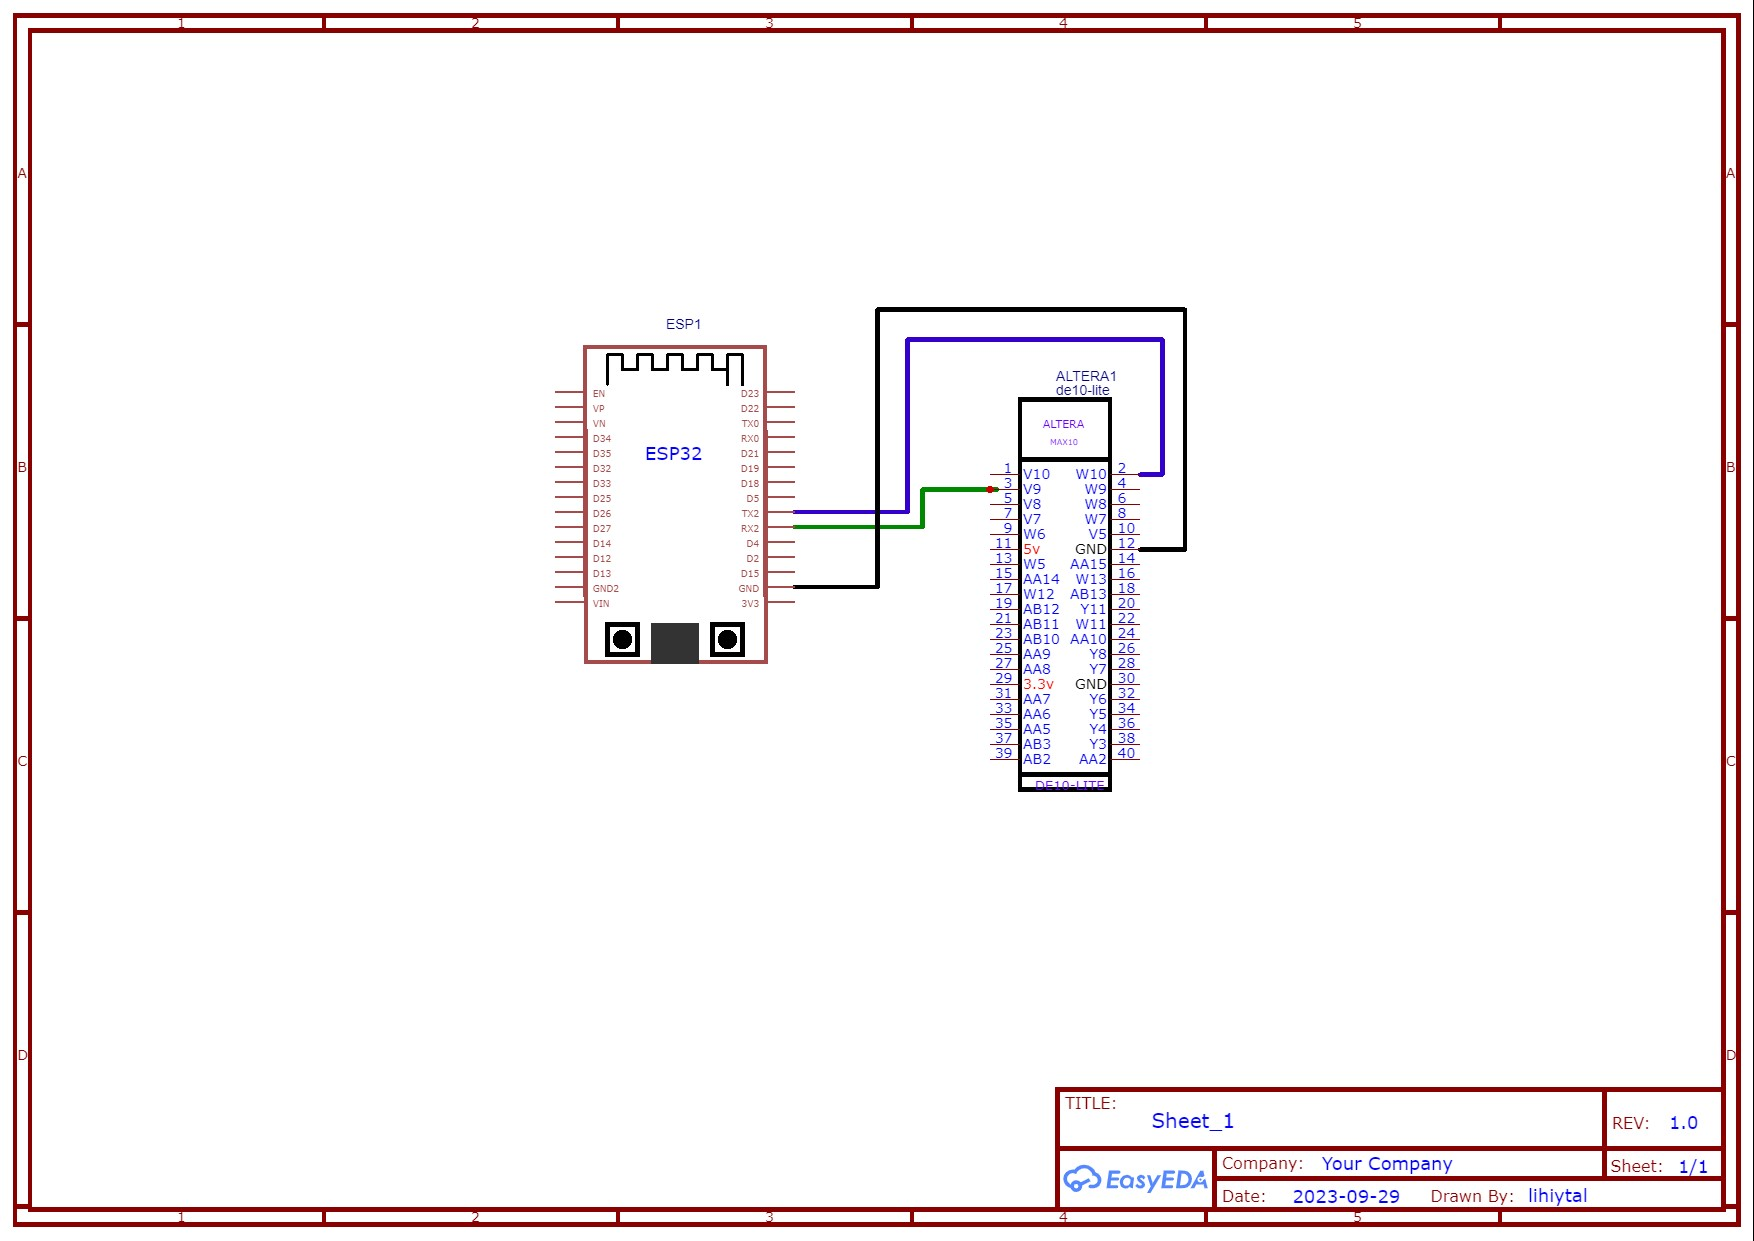 1 2 3 4 5
A A
B B
C C
D D
ESP1
ESP32
EN D23
VP D22
VN TX0
D34 RX0
D35 D21
D32 D19
D33 D18
D25 D5
D26 TX2
D27 RX2
D14 D4
D12 D2
D13 D15
GND2 GND
VIN 3V3
ALTERA1
de10-lite
ALTERA
MAX10
1 V10 W10 2
3 V9 W9 4
5 V8 W8 6
7 V7 W7 8
9 W6 V5 10
11 5v GND 12
13 W5 AA15 14
15 AA14 W13 16
17 W12 AB13 18
19 AB12 Y11 20
21 AB11 W11 22
23 AB10 AA10 24
25 AA9 Y8 26
27 AA8 Y7 28
29 3.3v GND 30
31 AA7 Y6 32
33 AA6 Y5 34
35 AA5 Y4 36
37 AB3 Y3 38
39 AB2 AA2 40
DE10-LITE
TITLE:
Sheet_1
REV: 1.0
EasyEDA
Company: Your Company
Sheet: 1/1
Date: 2023-09-29 Drawn By: lihiytal
1 2 3 4 5